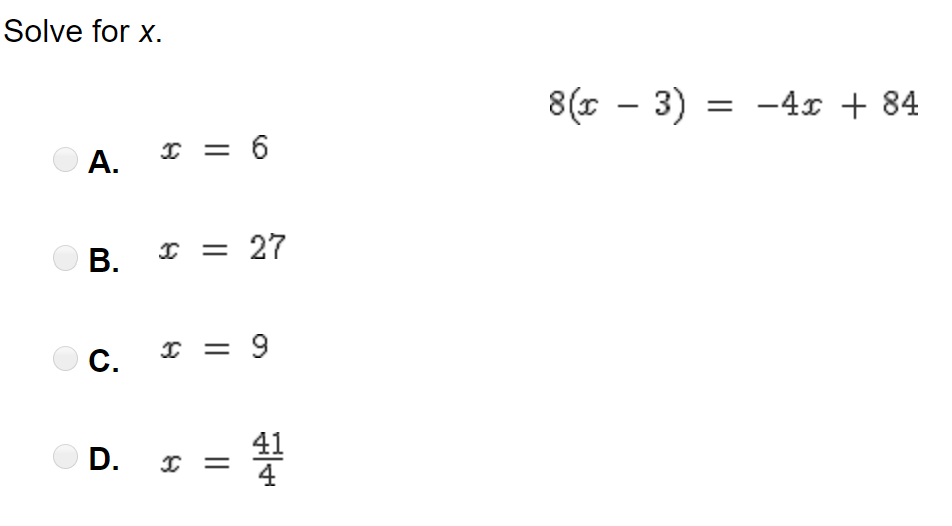 Solve for x.
8(x − 3) = −4x + 84
A. x = 6
B. x = 27
C. x = 9
D. x = 41/4